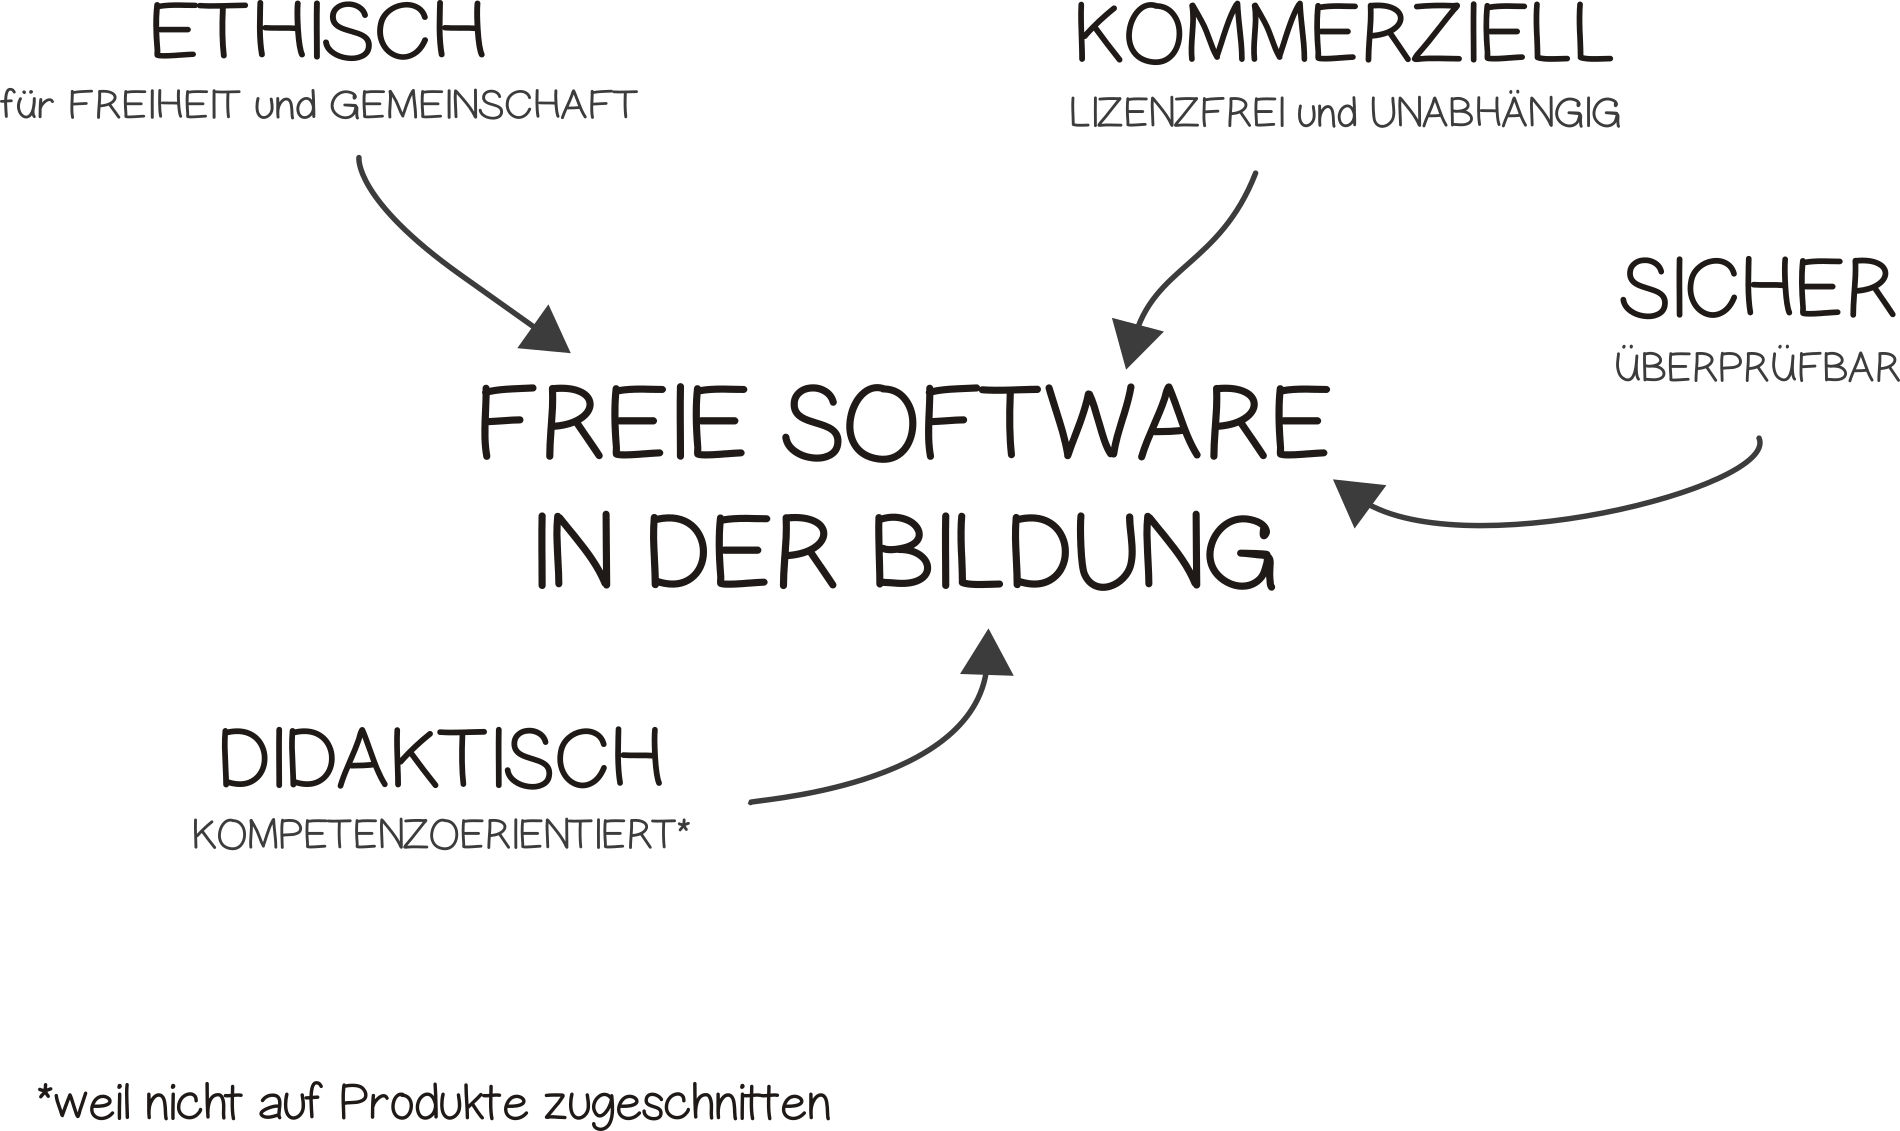 ETHISCH
für FREIHEIT und GEMEINSCHAFT
KOMMERZIELL
LIZENZFREI und UNABHÄNGIG
SICHER
ÜBERPRÜFBAR
FREIE SOFTWARE
IN DER BILDUNG
DIDAKTISCH
KOMPETENZOERIENTIERT*
*weil nicht auf Produkte zugeschnitten